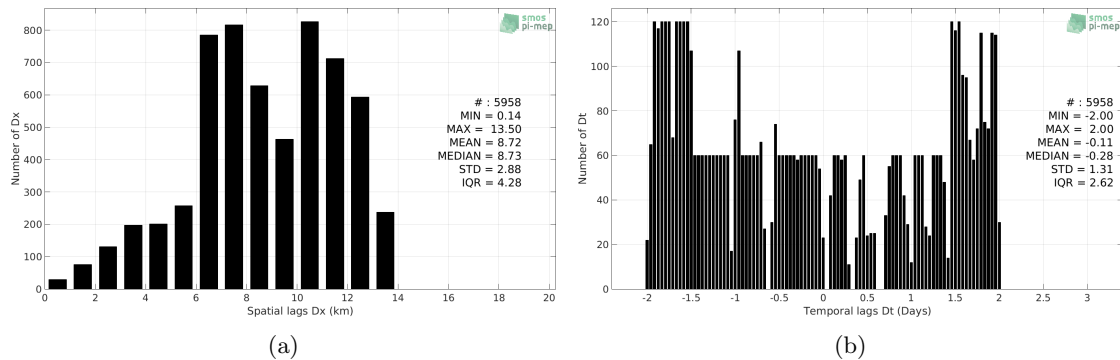 800
700
600
500
400
300
200
100
0
Number of Dx
0 2 4 6 8 10 12 14 16 18 20
Spatial lags Dx (km)
smos
pi-mep
# : 5958
MIN = 0.14
MAX = 13.50
MEAN = 8.72
MEDIAN = 8.73
STD = 2.88
IQR = 4.28
(a)
120
100
80
60
40
20
0
Number of Dt
-2 -1.5 -1 -0.5 0 0.5 1 1.5 2 2.5 3
Temporal lags Dt (Days)
smos
pi-mep
# : 5958
MIN = -2.00
MAX = 2.00
MEAN = -0.11
MEDIAN = -0.28
STD = 1.31
IQR = 2.62
(b)